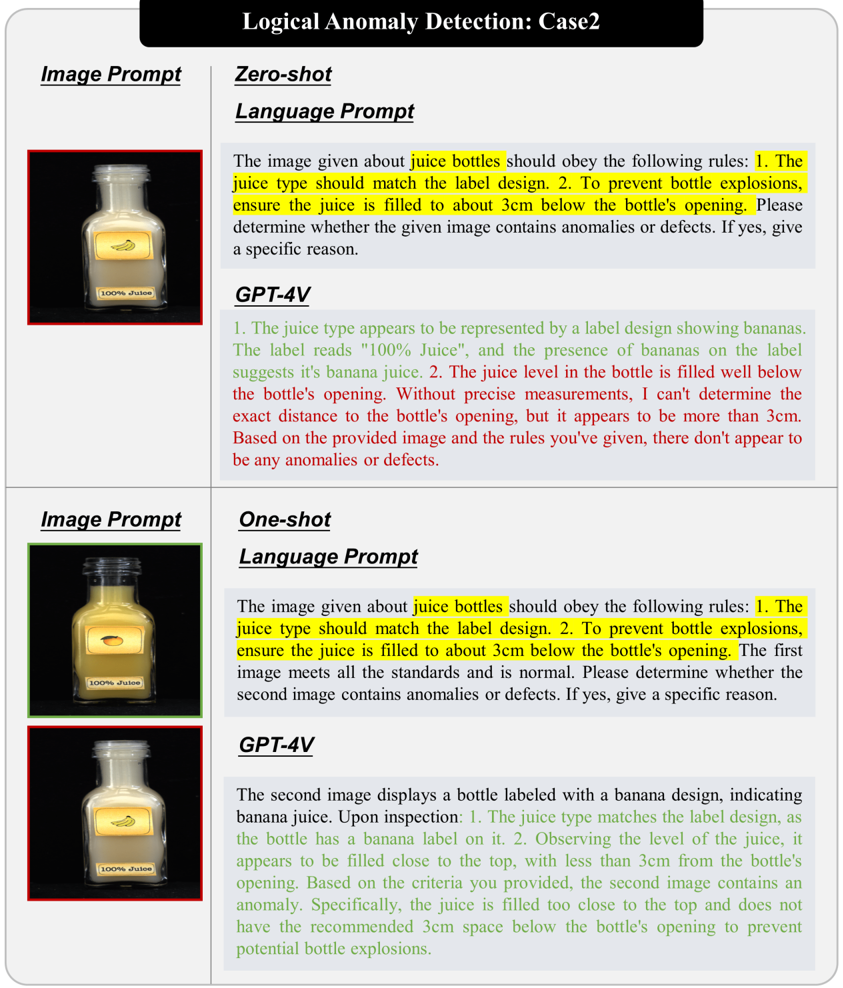 Logical Anomaly Detection: Case2
Image Prompt
Zero-shot
Language Prompt
The image given about juice bottles should obey the following rules: 1. The
juice type should match the label design. 2. To prevent bottle explosions,
ensure the juice is filled to about 3cm below the bottle's opening. Please
determine whether the given image contains anomalies or defects. If yes, give
a specific reason.
100% Juice
GPT-4V
1. The juice type appears to be represented by a label design showing bananas.
The label reads "100% Juice", and the presence of bananas on the label
suggests it's banana juice. 2. The juice level in the bottle is filled well below
the bottle's opening. Without precise measurements, I can't determine the
exact distance to the bottle's opening, but it appears to be more than 3cm.
Based on the provided image and the rules you've given, there don't appear to
be any anomalies or defects.
Image Prompt
One-shot
Language Prompt
The image given about juice bottles should obey the following rules: 1. The
juice type should match the label design. 2. To prevent bottle explosions,
ensure the juice is filled to about 3cm below the bottle's opening. The first
image meets all the standards and is normal. Please determine whether the
second image contains anomalies or defects. If yes, give a specific reason.
100% Juice
GPT-4V
The second image displays a bottle labeled with a banana design, indicating
banana juice. Upon inspection: 1. The juice type matches the label design, as
the bottle has a banana label on it. 2. Observing the level of the juice, it
appears to be filled close to the top, with less than 3cm from the bottle's
opening. Based on the criteria you provided, the second image contains an
anomaly. Specifically, the juice is filled too close to the top and does not
have the recommended 3cm space below the bottle's opening to prevent
potential bottle explosions.
100% Juice